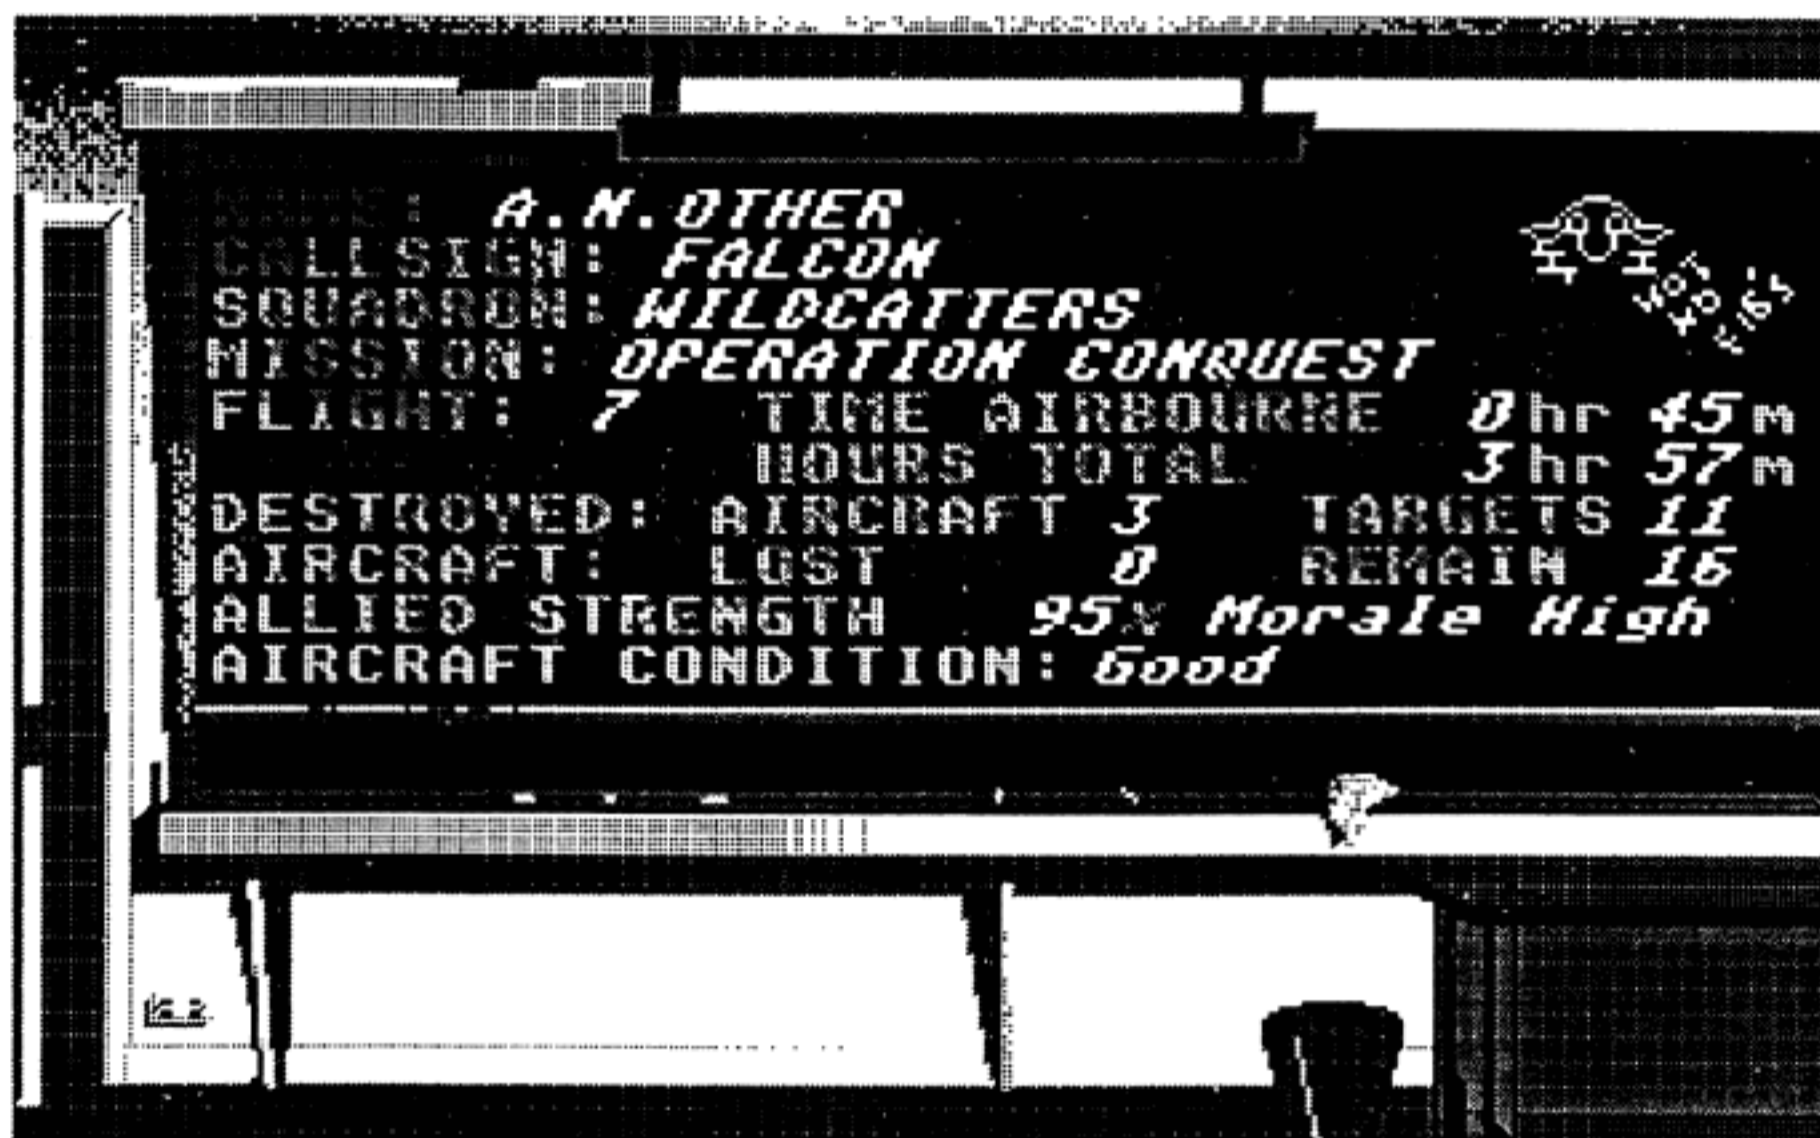 NAME: A.N.OTHER
CALLSIGN: FALCON
SQUADRON: WILDCATTERS
MISSION: OPERATION CONQUEST
FLIGHT: 7 TIME AIRBOURNE 0hr 45m
HOURS TOTAL 3hr 57m
DESTROYED: AIRCRAFT 3 TARGETS 11
AIRCRAFT: LOST 0 REMAIN 16
ALLIED STRENGTH 95% Morale High
AIRCRAFT CONDITION: Good